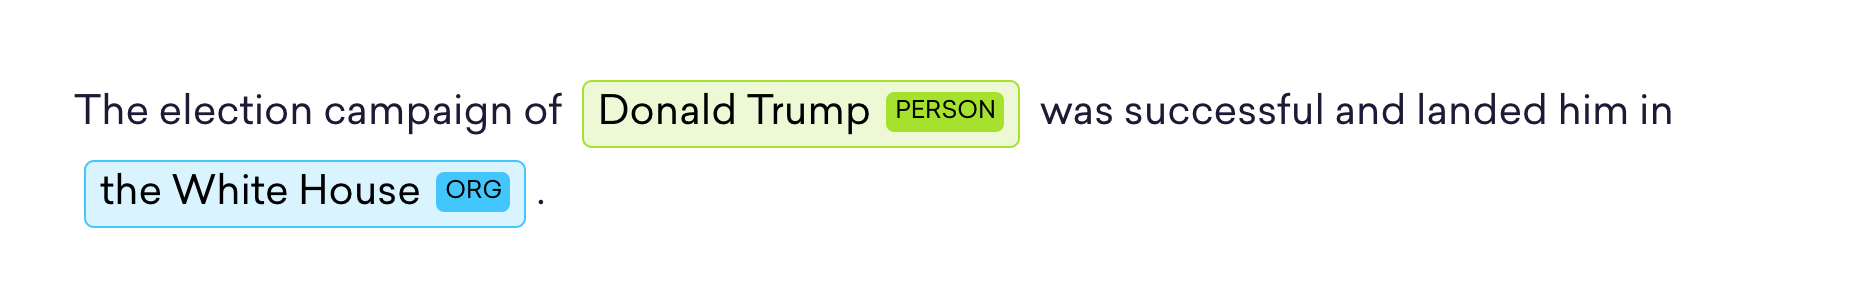 The election campaign of Donald Trump PERSON was successful and landed him in
the White House ORG .